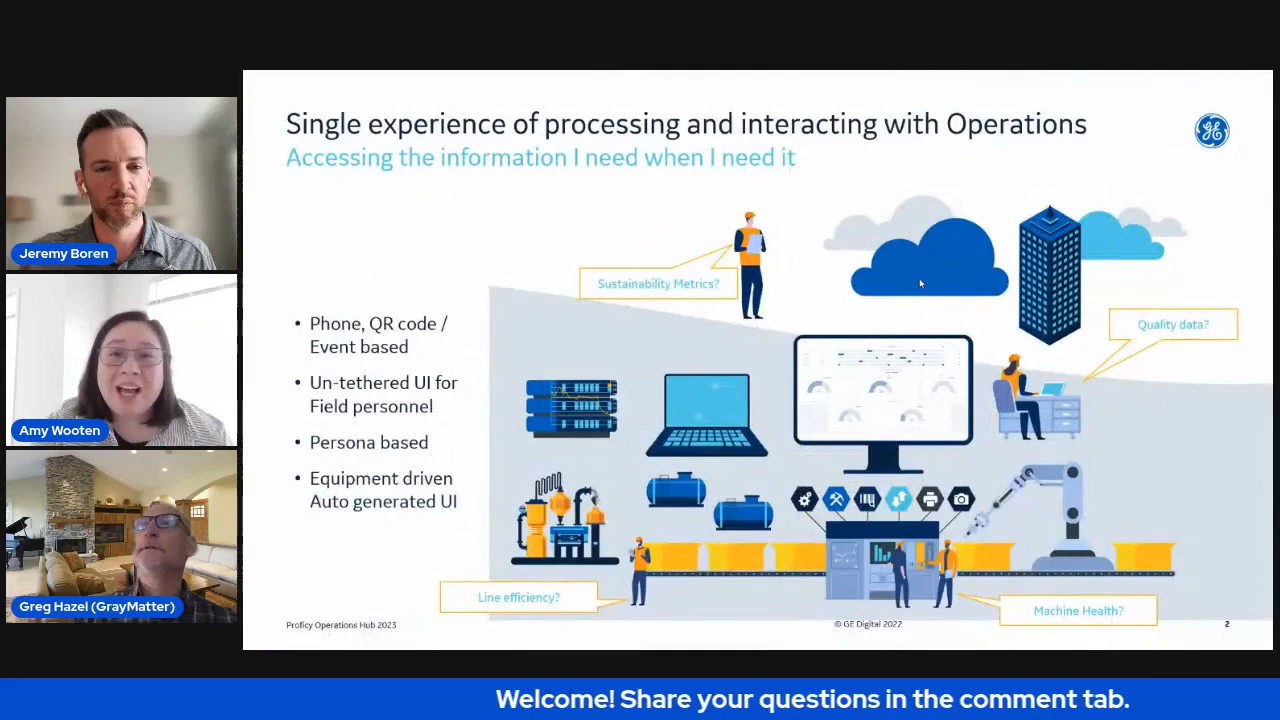 Single experience of processing and interacting with Operations
Accessing the information I need when I need it
Jeremy Boren
Amy Wooten
Greg Hazel (GrayMatter)
• Phone, QR code /
Event based
• Un-tethered UI for
Field personnel
• Persona based
• Equipment driven
Auto generated UI
Sustainability Metrics?
Quality data?
Line efficiency?
Machine Health?
Proficy Operations Hub 2023
© GE Digital 2022
2
Welcome! Share your questions in the comment tab.